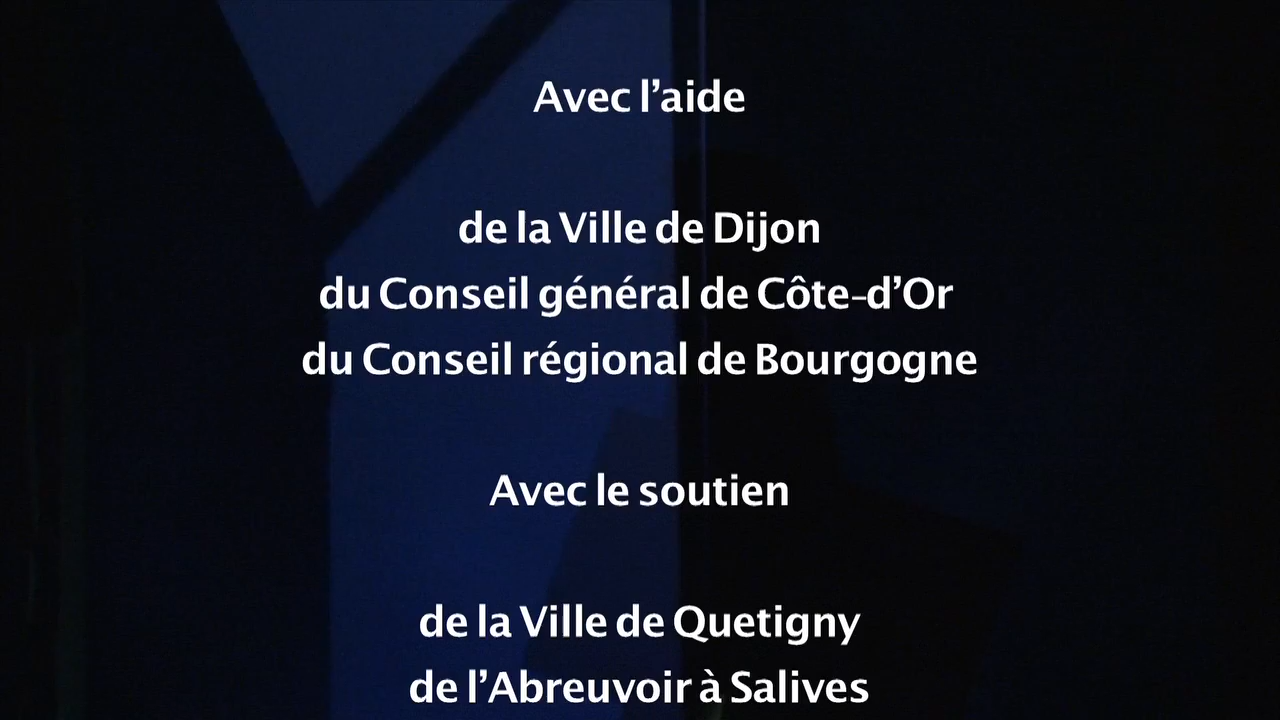 Avec l’aide
de la Ville de Dijon
du Conseil général de Côte-d’Or
du Conseil régional de Bourgogne
Avec le soutien
de la Ville de Quetigny
de l’Abreuvoir à Salives